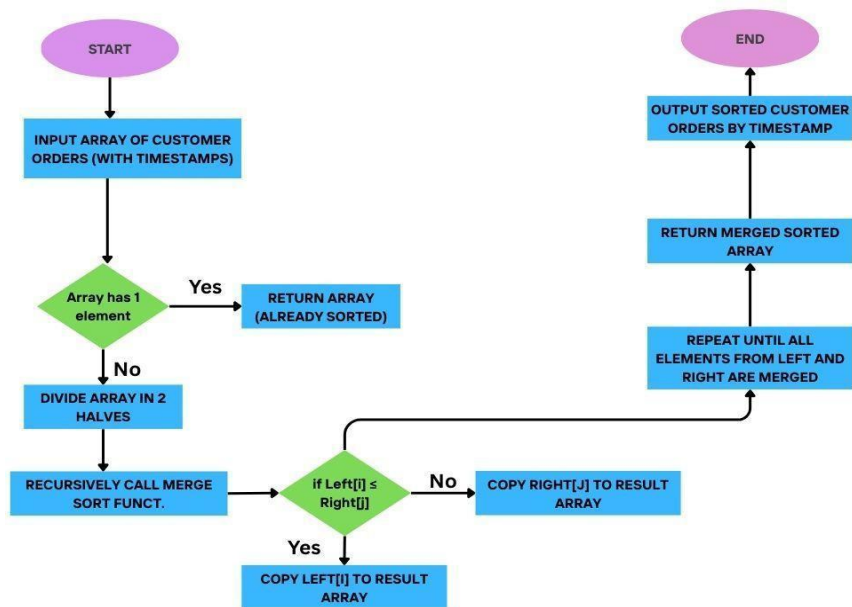 START
INPUT ARRAY OF CUSTOMER
ORDERS (WITH TIMESTAMPS)
Array has 1
element
Yes
RETURN ARRAY
(ALREADY SORTED)
No
DIVIDE ARRAY IN 2
HALVES
RECURSIVELY CALL MERGE
SORT FUNCT.
if Left[i] ≤
Right[j]
No
COPY RIGHT[J] TO RESULT
ARRAY
Yes
COPY LEFT[I] TO RESULT
ARRAY
REPEAT UNTIL ALL
ELEMENTS FROM LEFT AND
RIGHT ARE MERGED
RETURN MERGED SORTED
ARRAY
OUTPUT SORTED CUSTOMER
ORDERS BY TIMESTAMP
END